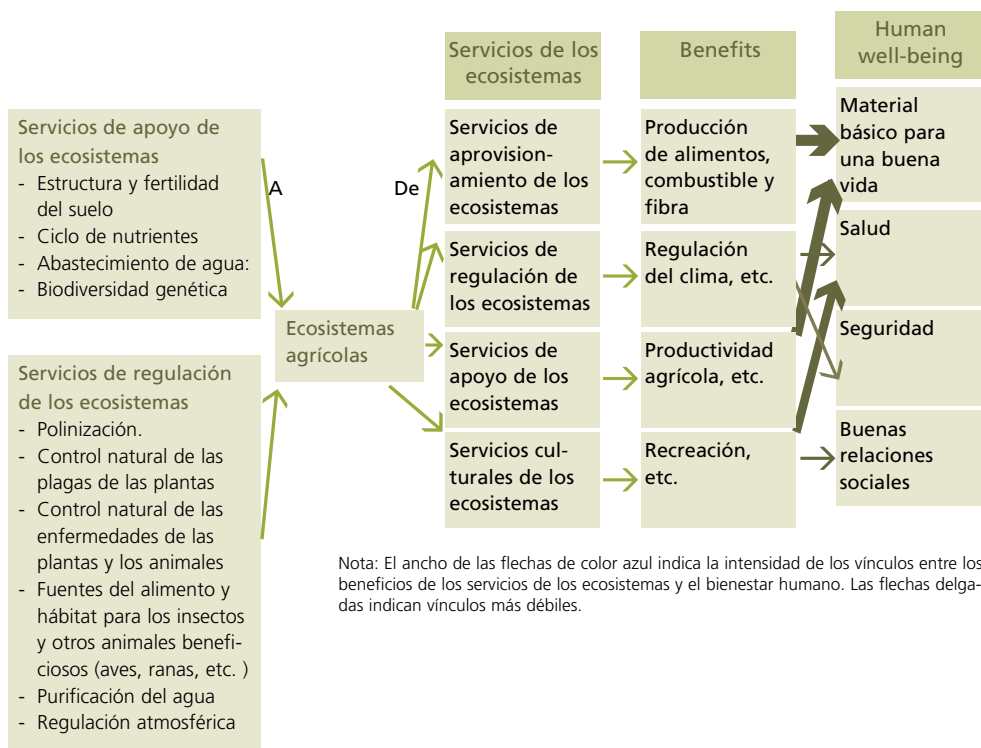 Servicios de los
ecosistemas
Benefits
Human
well-being
Servicios de apoyo de
los ecosistemas
- Estructura y fertilidad
del suelo
- Ciclo de nutrientes
- Abastecimiento de agua:
- Biodiversidad genética
A
De
Servicios de regulación
de los ecosistemas
- Polinización.
- Control natural de las
plagas de las plantas
- Control natural de las
enfermedades de las
plantas y los animales
- Fuentes del alimento y
hábitat para los insectos
y otros animales benefi-
ciosos (aves, ranas, etc. )
- Purificación del agua
- Regulación atmosférica
Ecosistemas
agrícolas
Servicios de
aprovision-
amiento de los
ecosistemas
Producción
de alimentos,
combustible y
fibra
Material
básico para
una buena
vida
Servicios de
regulación de
los ecosistemas
Regulación
del clima, etc.
Salud
Servicios de
apoyo de los
ecosistemas
Productividad
agrícola, etc.
Seguridad
Servicios cul-
turales de los
ecosistemas
Recreación,
etc.
Buenas
relaciones
sociales
Nota: El ancho de las flechas de color azul indica la intensidad de los vínculos entre los
beneficios de los servicios de los ecosistemas y el bienestar humano. Las flechas delga-
das indican vínculos más débiles.